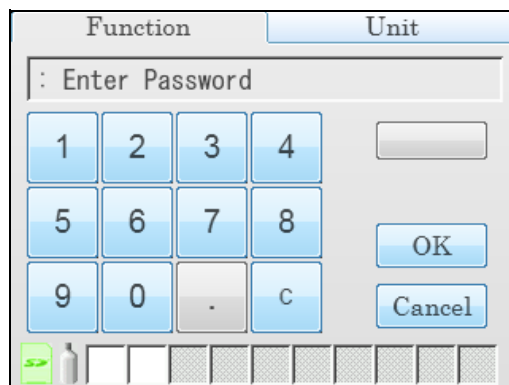 Function Unit
: Enter Password
1 2 3 4
5 6 7 8 OK
9 0 . C Cancel